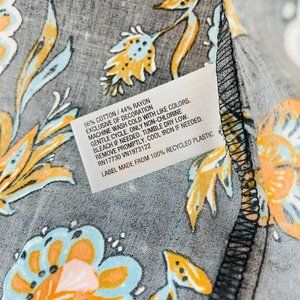 56% COTTON / 44% RAYON
EXCLUSIVE OF DECORATION
MACHINE WASH COLD WITH LIKE COLORS.
GENTLE CYCLE. ONLY NON-CHLORINE
BLEACH IF NEEDED. TUMBLE DRY LOW.
REMOVE PROMPTLY. COOL IRON IF NEEDED.
RN17730 VN1873122
LABEL MADE FROM 100% RECYCLED PLASTIC